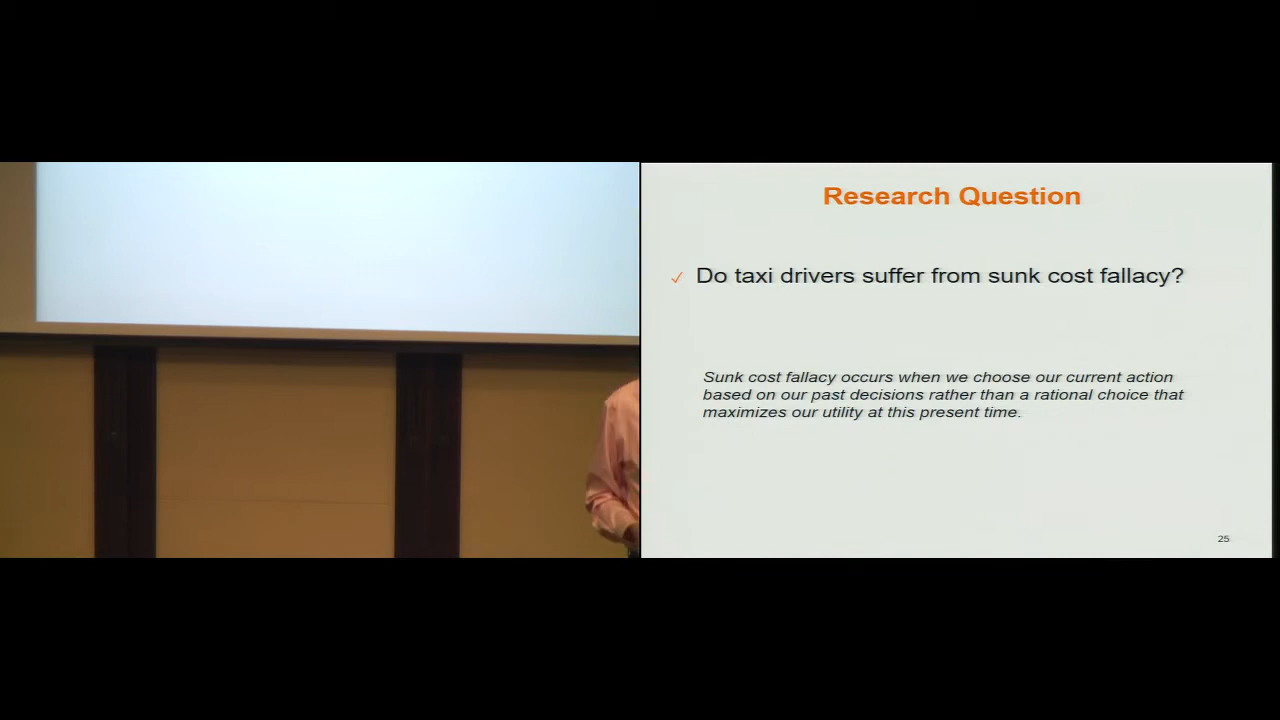 Research Question
✓ Do taxi drivers suffer from sunk cost fallacy?
Sunk cost fallacy occurs when we choose our current action
based on our past decisions rather than a rational choice that
maximizes our utility at this present time.
25